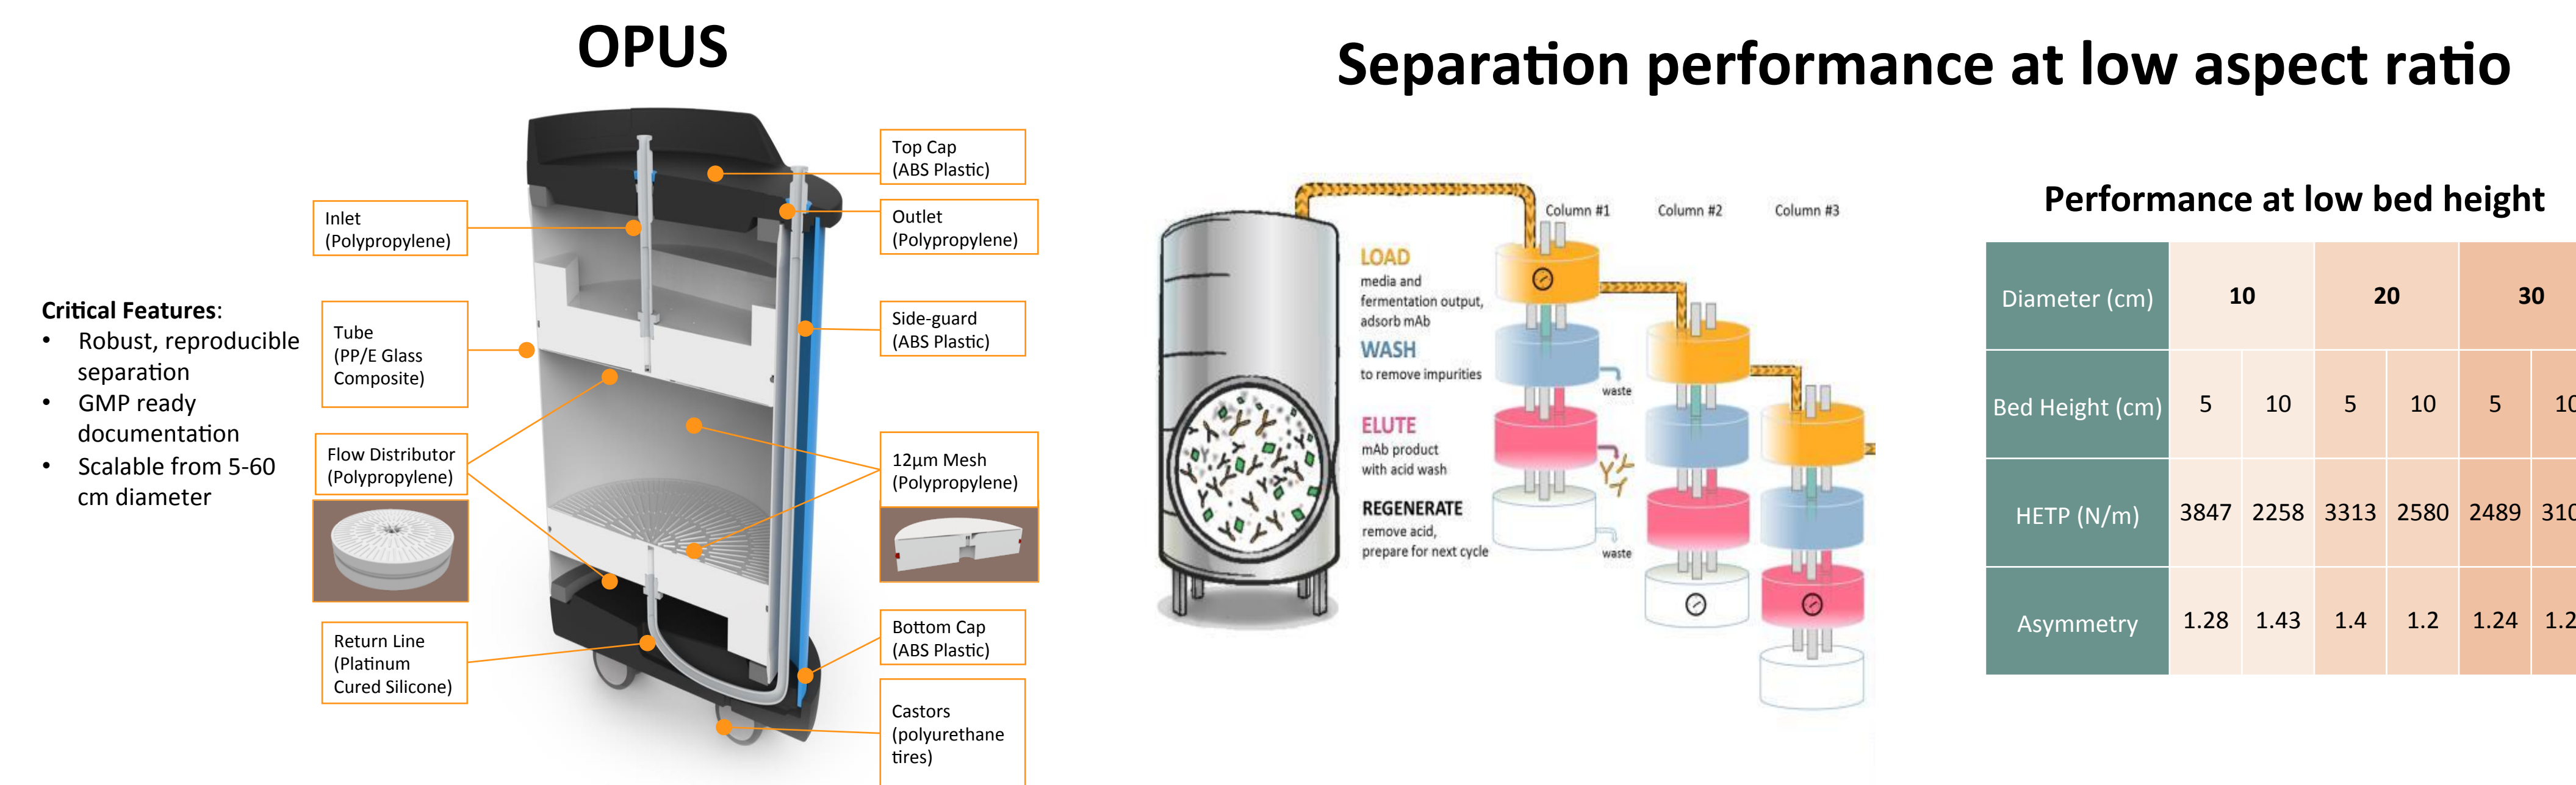 OPUS
Critical Features:
• Robust, reproducible
separation
• GMP ready
documentation
• Scalable from 5-60
cm diameter
Inlet
(Polypropylene)
Tube
(PP/E Glass
Composite)
Flow Distributor
(Polypropylene)
Return Line
(Platinum
Cured Silicone)
Top Cap
(ABS Plastic)
Outlet
(Polypropylene)
Side-guard
(ABS Plastic)
12µm Mesh
(Polypropylene)
Bottom Cap
(ABS Plastic)
Castors
(polyurethane
tires)
Separation performance at low aspect ratio
Column #1 Column #2 Column #3
LOAD
media and
fermentation output,
adsorb mAb
WASH
to remove impurities
waste
ELUTE
mAb product
with acid wash
REGENERATE
remove acid,
prepare for next cycle
waste
Performance at low bed height
Diameter (cm) 10 20 30
Bed Height (cm) 5 10 5 10 5
HETP (N/m) 3847 2258 3313 2580 2489
Asymmetry 1.28 1.43 1.4 1.2 1.24